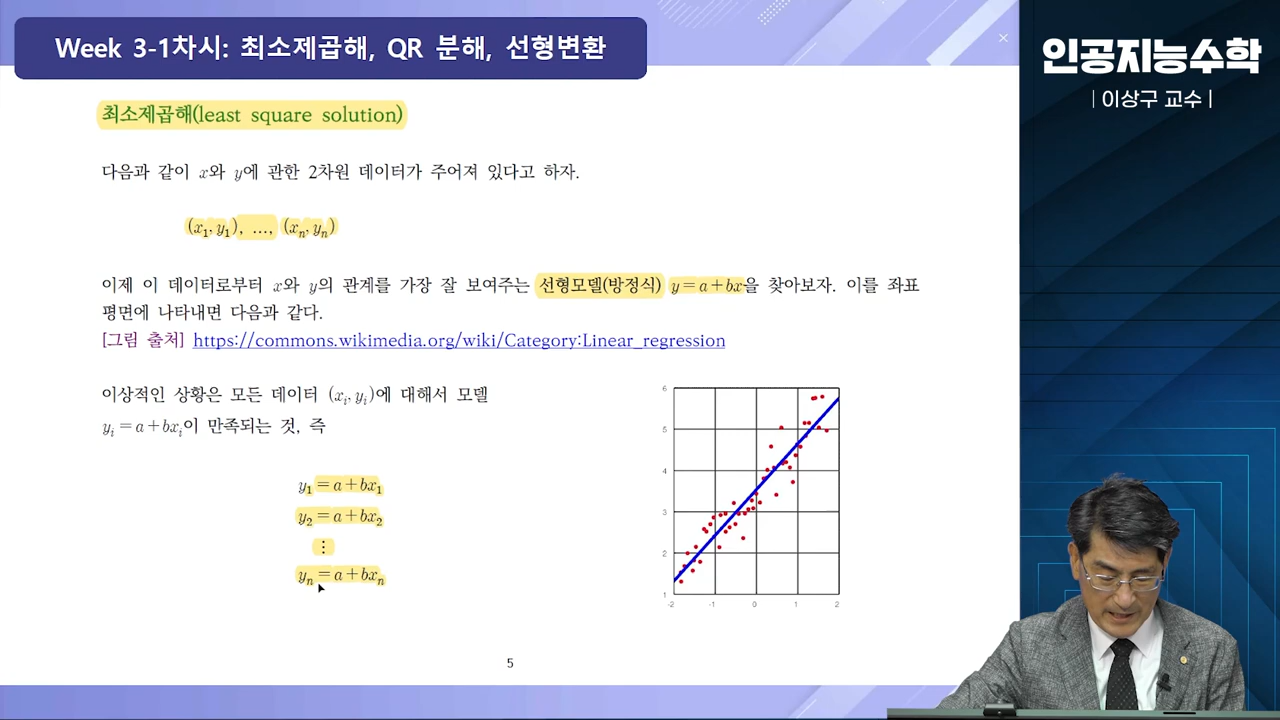 Week 3-1차시: 최소제곱해, QR 분해, 선형변환
인공지능수학
| 이상구 교수 |
최소제곱해(least square solution)
다음과 같이 x와 y에 관한 2차원 데이터가 주어져 있다고 하자.
(x₁, y₁), ..., (xₙ, yₙ)
이제 이 데이터로부터 x와 y의 관계를 가장 잘 보여주는 선형모델(방정식) y = a + bx을 찾아보자. 이를 좌표
평면에 나타내면 다음과 같다.
[그림 출처] https://commons.wikimedia.org/wiki/Category:Linear_regression
이상적인 상황은 모든 데이터 (xᵢ, yᵢ)에 대해서 모델
yᵢ = a + bxᵢ이 만족되는 것, 즉
y₁ = a + bx₁
y₂ = a + bx₂
⋮
yₙ = a + bxₙ
6
5
4
3
2
1
-2 -1 0 1 2
5